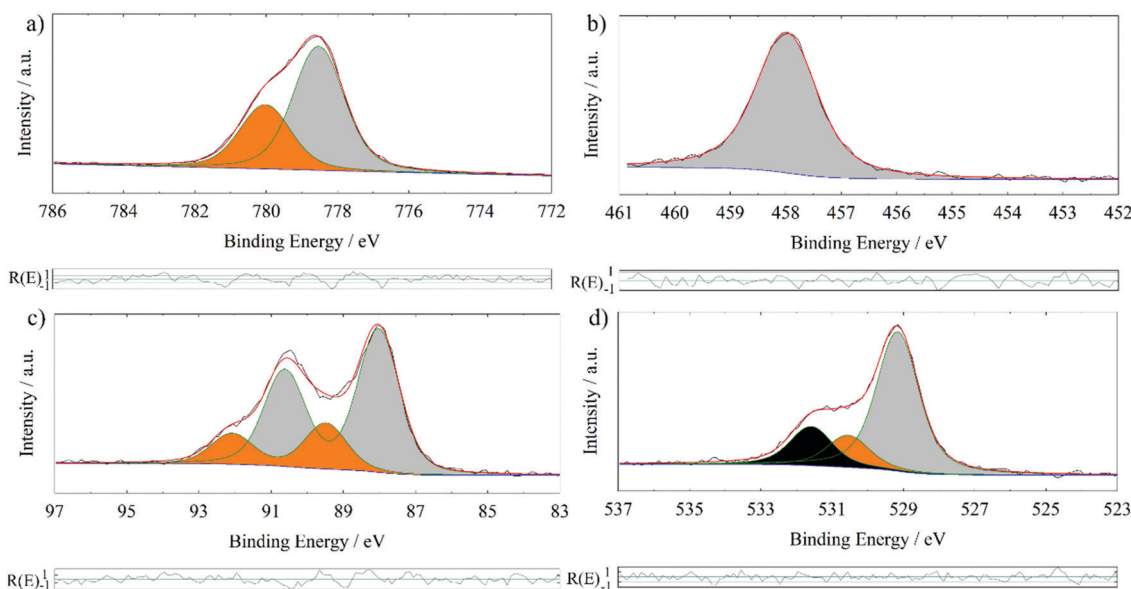 a)
Intensity / a.u.
786 784 782 780 778 776 774 772
Binding Energy / eV
R(E) 1
-1
b)
Intensity / a.u.
461 460 459 458 457 456 455 454 453 452
Binding Energy / eV
R(E) 1
-1
c)
Intensity / a.u.
97 95 93 91 89 87 85 83
Binding Energy / eV
R(E) 1
-1
d)
Intensity / a.u.
537 535 533 531 529 527 525 523
Binding Energy / eV
R(E) 1
-1